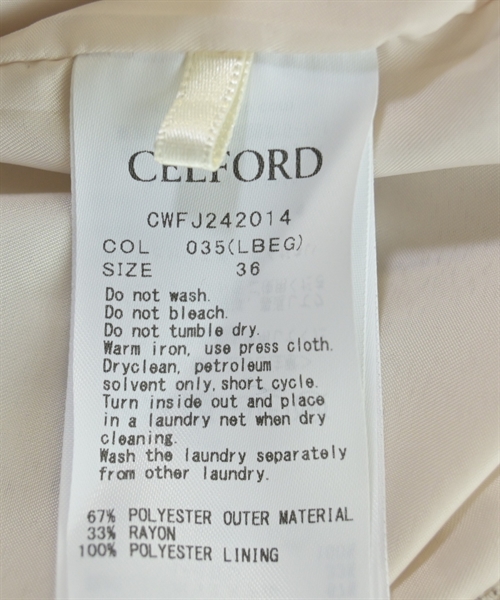 CELFORD
CWFJ242014
COL 035(LBEG)
SIZE 36
Do not wash.
Do not bleach.
Do not tumble dry.
Warm iron, use press cloth.
Dryclean, petroleum
solvent only, short cycle.
Turn inside out and place
in a laundry net when dry
cleaning.
Wash the laundry separately
from other laundry.
67% POLYESTER OUTER MATERIAL
33% RAYON
100% POLYESTER LINING